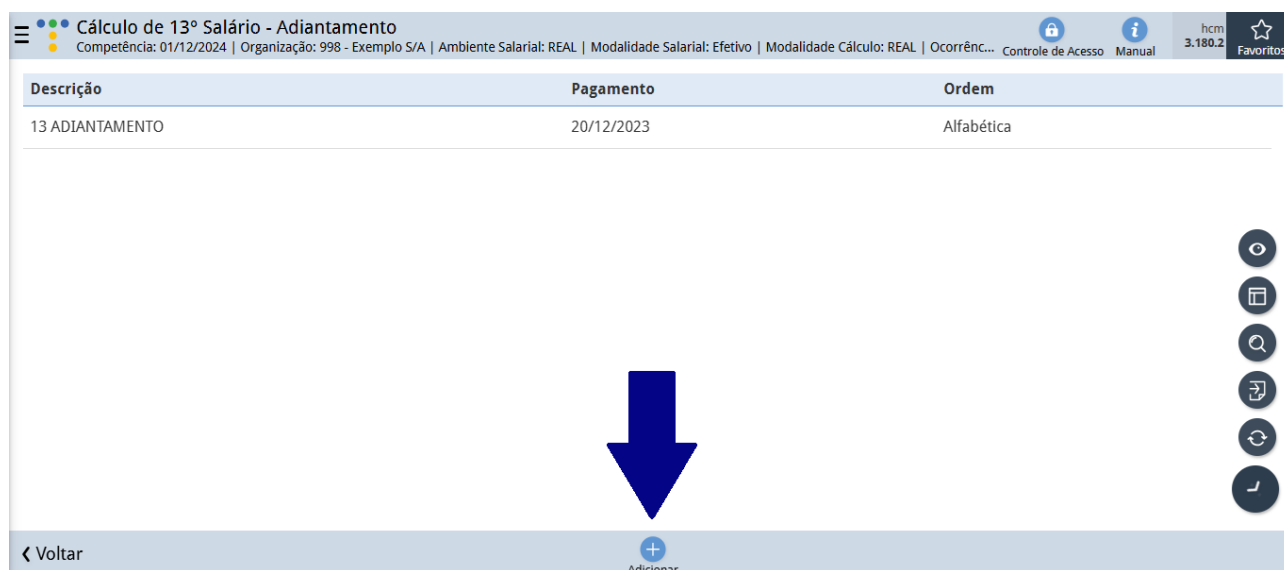 Cálculo de 13º Salário - Adiantamento
Competência: 01/12/2024 | Organização: 998 - Exemplo S/A | Ambiente Salarial: REAL | Modalidade Salarial: Efetivo | Modalidade Cálculo: REAL | Ocorrênc...
Controle de Acesso
Manual
hcm
3.180.2
Favoritos
Descrição Pagamento Ordem
13 ADIANTAMENTO 20/12/2023 Alfabética
Voltar
Adicionar